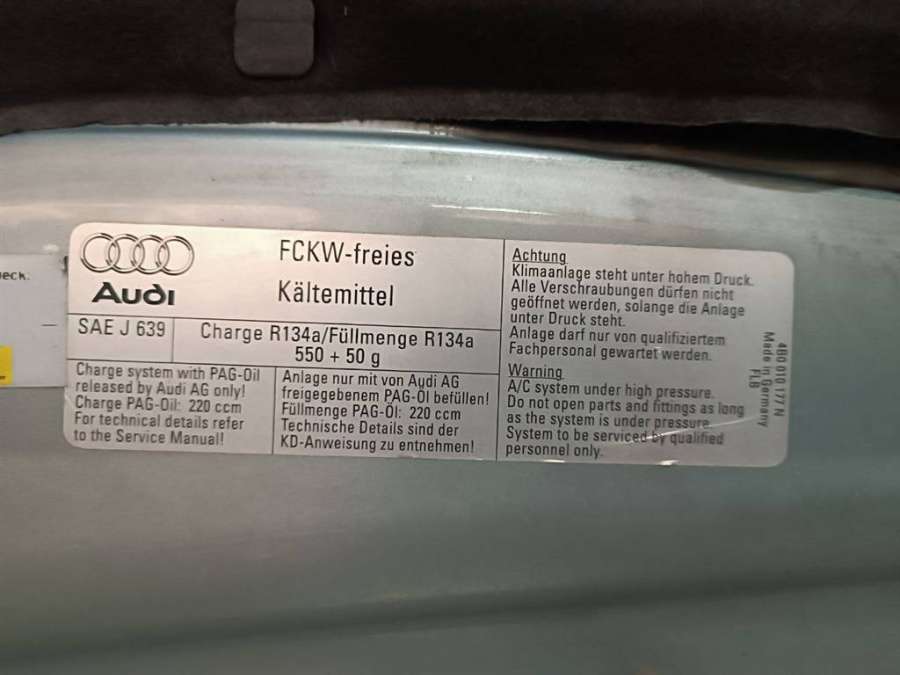 eck:
Audi
FCKW-freies
Kältemittel
SAE J 639
Charge R134a/Füllmenge R134a
550 + 50 g
Charge system with PAG-Oil
released by Audi AG only!
Charge PAG-Oil: 220 ccm
For technical details refer
to the Service Manual!
Anlage nur mit von Audi AG
freigegebenem PAG-Öl befüllen!
Füllmenge PAG-Öl: 220 ccm
Technische Details sind der
KD-Anweisung zu entnehmen!
Achtung
Klimaanlage steht unter hohem Druck.
Alle Verschraubungen dürfen nicht
geöffnet werden, solange die Anlage
unter Druck steht.
Anlage darf nur von qualifiziertem
Fachpersonal gewartet werden.
Warning
A/C system under high pressure.
Do not open parts and fittings as long
as the system is under pressure.
System to be serviced by qualified
personnel only.
4B0 010 177 N
Made in Germany
FLB